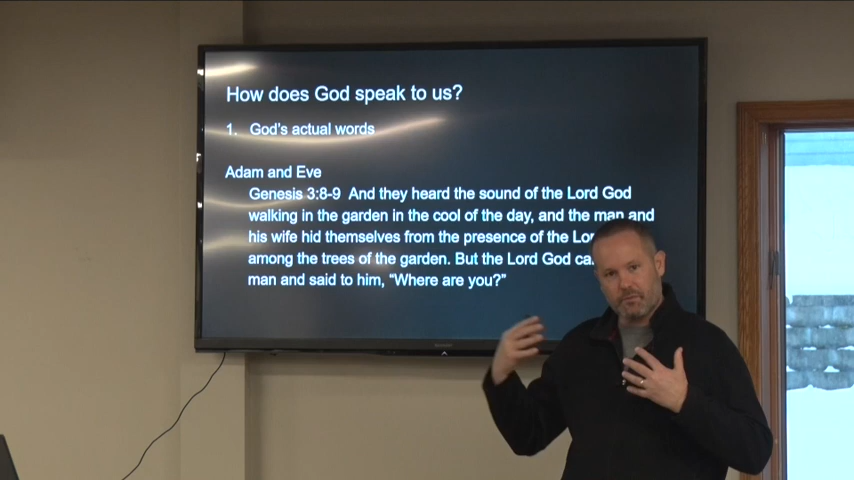 How does God speak to us?
1. God's actual words
Adam and Eve
Genesis 3:8-9 And they heard the sound of the Lord God
walking in the garden in the cool of the day, and the man and
his wife hid themselves from the presence of the
among the trees of the garden. But the Lord God
man and said to him, “Where are you?”